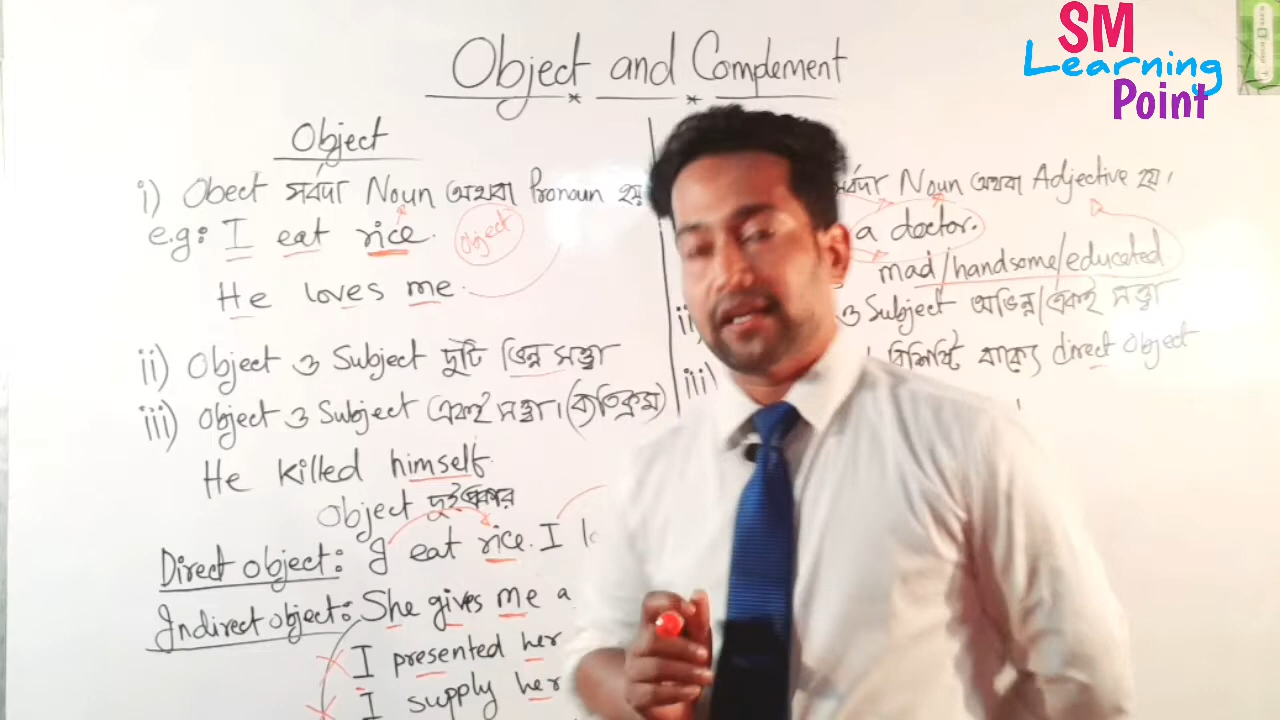 SM
Learning
Point
Object and Complement
Object
i) Obect সর্বদা Noun অথবা Pronoun হয়
e.g: I eat rice. Object
He loves me.
ii) Object ও Subject দুটি ভিন্ন সত্ত্বা
iii) Object ও Subject একই সত্ত্বা। (ব্যতিক্রম)
He killed himself.
Object দুই প্রকার
Direct object: I eat rice. I
Indirect object: She gives me a
I presented her
I supply her
সর্বদা Noun অথবা Adjective হয়।
a doctor.
mad/handsome/educated
ও Subject অভিন্ন/একই সত্ত্বা
iii) বাক্যে direct object